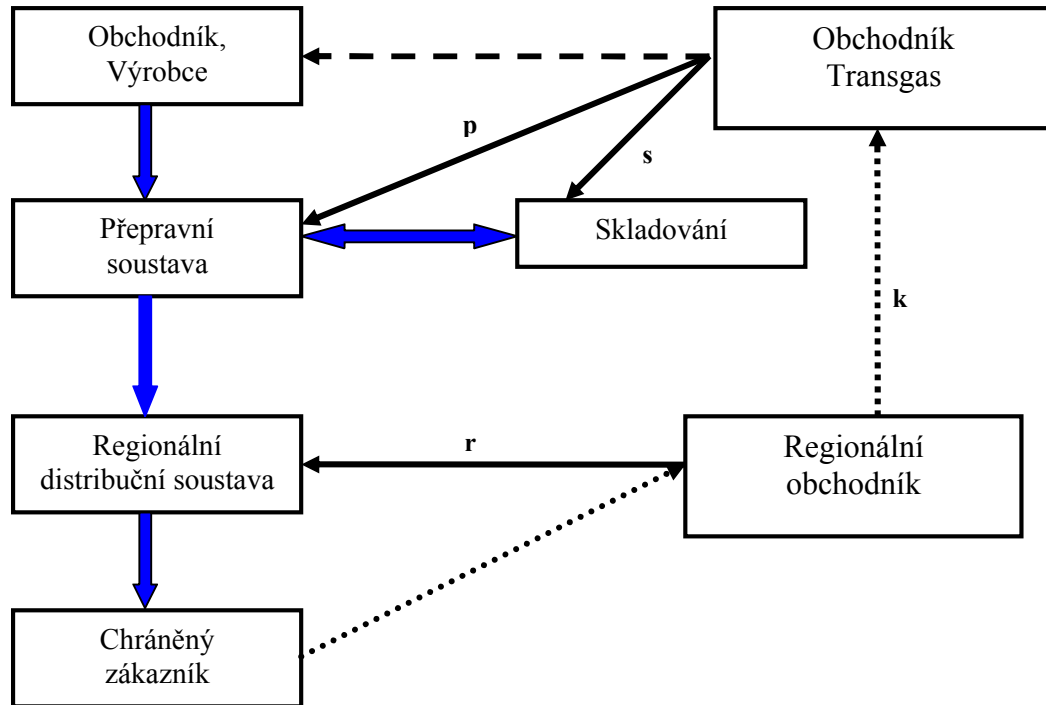 Obchodník,
Výrobce
Obchodník
Transgas
p
s
Přepravní
soustava
Skladování
k
Regionální
distribuční soustava
r
Regionální
obchodník
Chráněný
zákazník